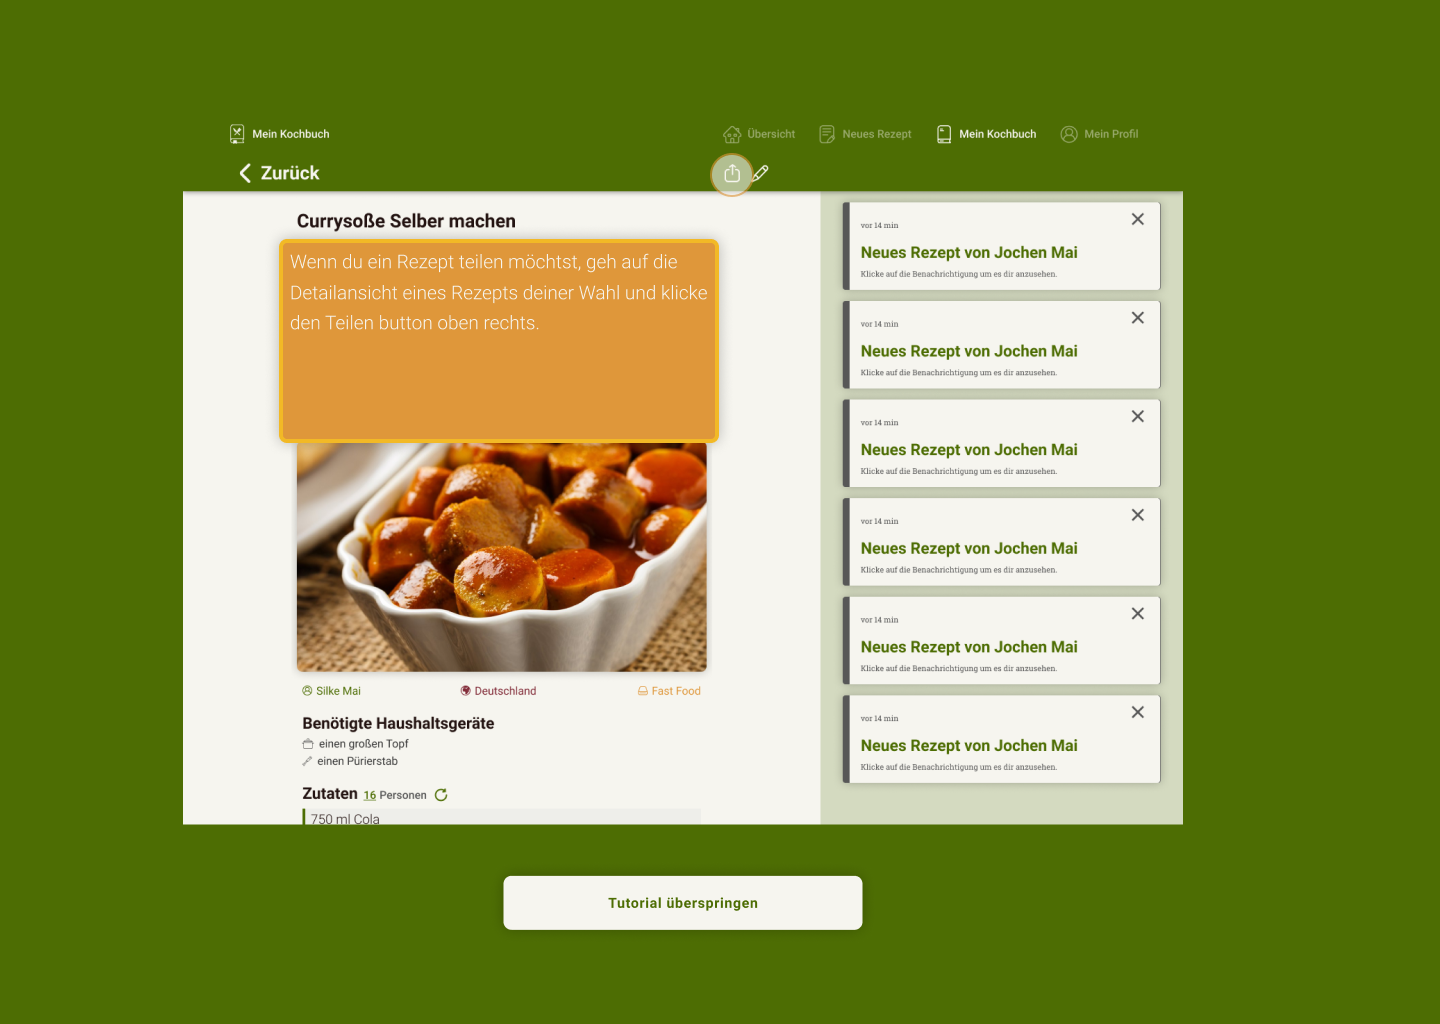 Mein Kochbuch
Übersicht
Neues Rezept
Mein Kochbuch
Mein Profil
Zurück
Currysoße Selber machen
Wenn du ein Rezept teilen möchtst, geh auf die
Detailansicht eines Rezepts deiner Wahl und klicke
den Teilen button oben rechts.
Silke Mai
Deutschland
Fast Food
Benötigte Haushaltsgeräte
einen großen Topf
einen Pürierstab
Zutaten 16 Personen
750 ml Cola
vor 14 min
Neues Rezept von Jochen Mai
Klicke auf die Benachrichtigung um es dir anzusehen.
vor 14 min
Neues Rezept von Jochen Mai
Klicke auf die Benachrichtigung um es dir anzusehen.
vor 14 min
Neues Rezept von Jochen Mai
Klicke auf die Benachrichtigung um es dir anzusehen.
vor 14 min
Neues Rezept von Jochen Mai
Klicke auf die Benachrichtigung um es dir anzusehen.
vor 14 min
Neues Rezept von Jochen Mai
Klicke auf die Benachrichtigung um es dir anzusehen.
vor 14 min
Neues Rezept von Jochen Mai
Klicke auf die Benachrichtigung um es dir anzusehen.
Tutorial überspringen